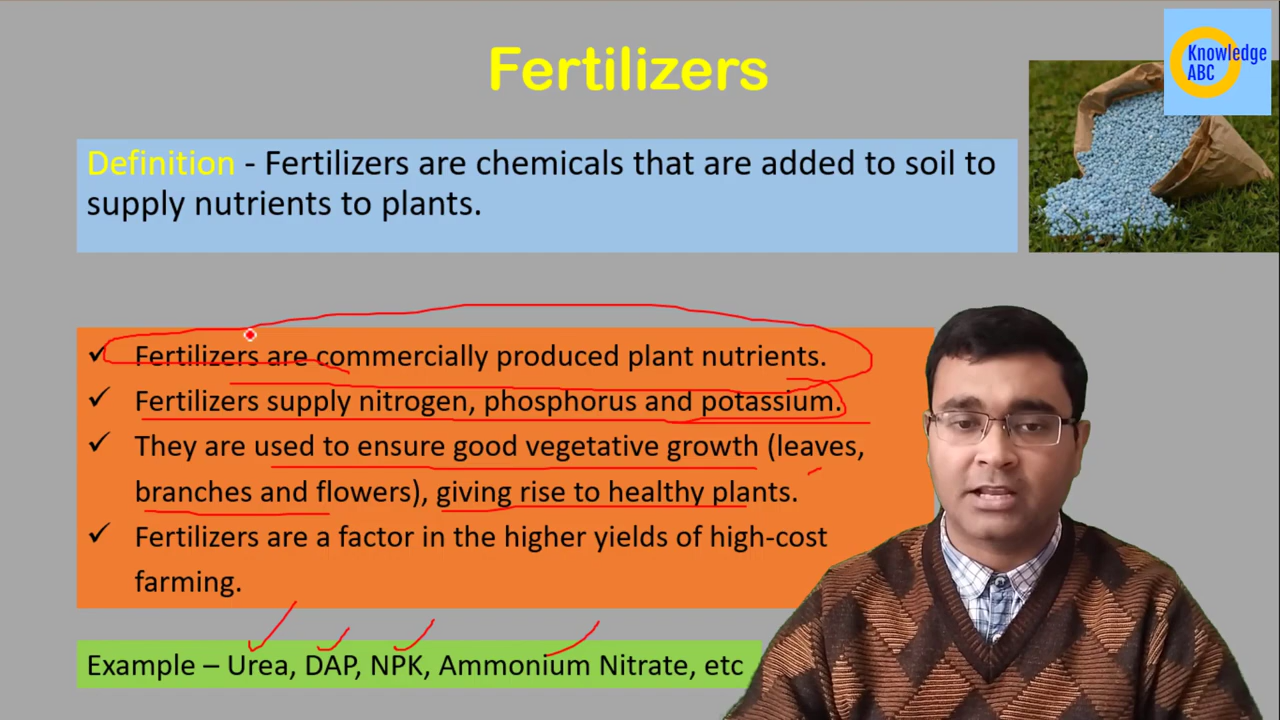 Fertilizers
Knowledge
ABC
Definition - Fertilizers are chemicals that are added to soil to
supply nutrients to plants.
✓ Fertilizers are commercially produced plant nutrients.
✓ Fertilizers supply nitrogen, phosphorus and potassium.
✓ They are used to ensure good vegetative growth (leaves,
branches and flowers), giving rise to healthy plants.
✓ Fertilizers are a factor in the higher yields of high-cost
farming.
Example – Urea, DAP, NPK, Ammonium Nitrate, etc